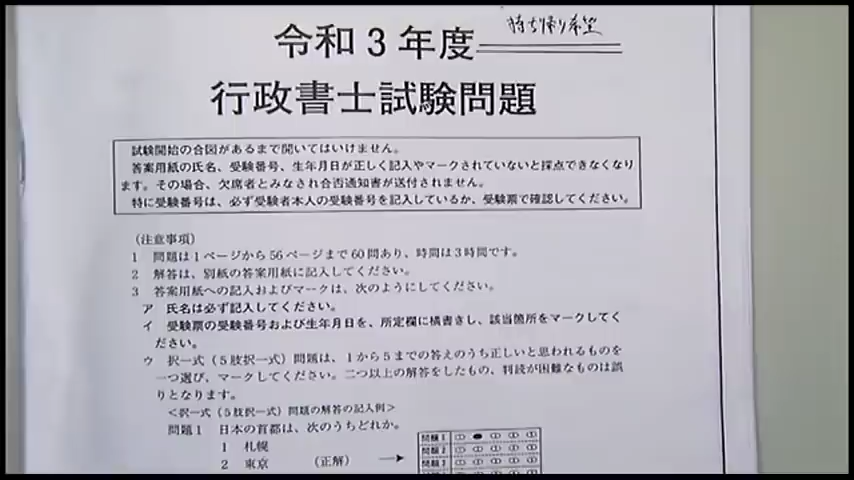 持ち帰り希望
令和3年度
行政書士試験問題
試験開始の合図があるまで開いてはいけません。
答案用紙の氏名、受験番号、生年月日が正しく記入やマークされていないと採点できなくなり
ます。その場合、欠席者とみなされ合否通知書が送付されません。
特に受験番号は、必ず受験者本人の受験番号を記入しているか、受験票で確認してください。
(注意事項)
1 問題は1ページから56ページまで60問あり、時間は3時間です。
2 解答は、別紙の答案用紙に記入してください。
3 答案用紙への記入およびマークは、次のようにしてください。
ア 氏名は必ず記入してください。
イ 受験票の受験番号および生年月日を、所定欄に横書きし、該当箇所をマークしてく
ださい。
ウ 択一式(5肢択一式)問題は、1から5までの答えのうち正しいと思われるものを
一つ選び、マークしてください。二つ以上の解答をしたもの、判読が困難なものは誤
りとなります。
<択一式(5肢択一式)問題の解答の記入例>
問題1 日本の首都は、次のうちどれか。
1 札幌
2 東京 (正解) →
問題1 ① ● ③ ④ ⑤
問題2 ① ② ③ ④ ⑤
問題3 ① ② ③ ④ ⑤